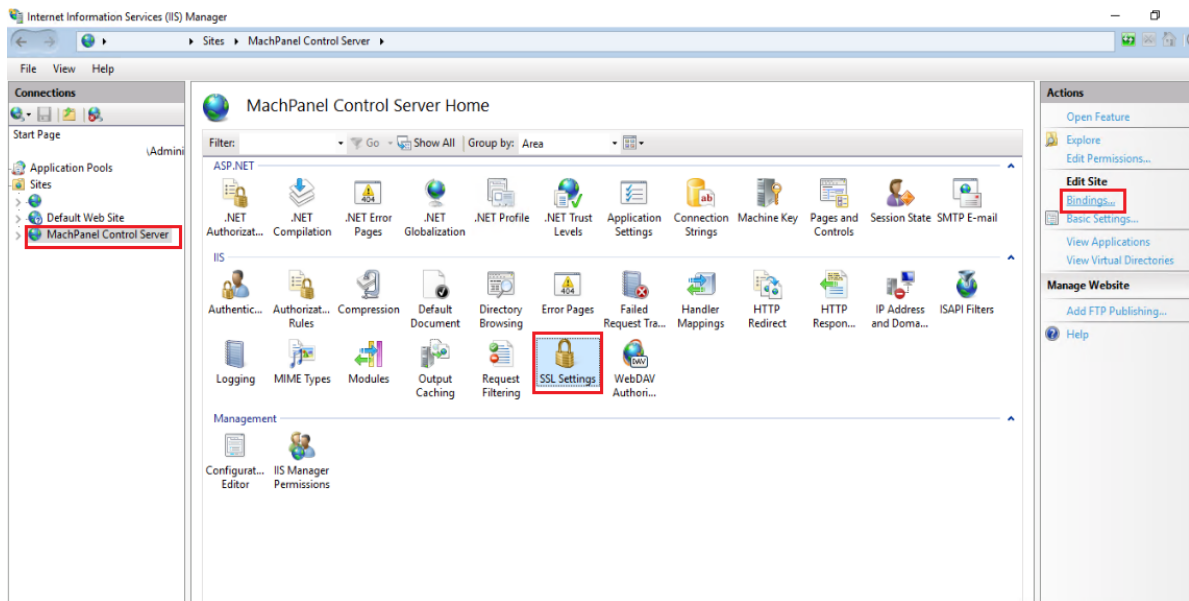 Internet Information Services (IIS) Manager
Sites MachPanel Control Server
File View Help
Connections
Start Page
\Admini
Application Pools
Sites
Default Web Site
MachPanel Control Server
MachPanel Control Server Home
Filter: Go Show All Group by: Area
ASP.NET
.NET Authorizat...
.NET Compilation
.NET Error Pages
.NET Globalization
.NET Profile
.NET Trust Levels
Application Settings
Connection Strings
Machine Key
Pages and Controls
Session State
SMTP E-mail
IIS
Authentic...
Authorizat... Rules
Compression
Default Document
Directory Browsing
Error Pages
Failed Request Tra...
Handler Mappings
HTTP Redirect
HTTP Respon...
IP Address and Doma...
ISAPI Filters
Logging
MIME Types
Modules
Output Caching
Request Filtering
SSL Settings
WebDAV Authori...
Management
Configurat... Editor
IIS Manager Permissions
Actions
Open Feature
Explore
Edit Permissions...
Edit Site
Bindings...
Basic Settings...
View Applications
View Virtual Directories
Manage Website
Add FTP Publishing...
Help